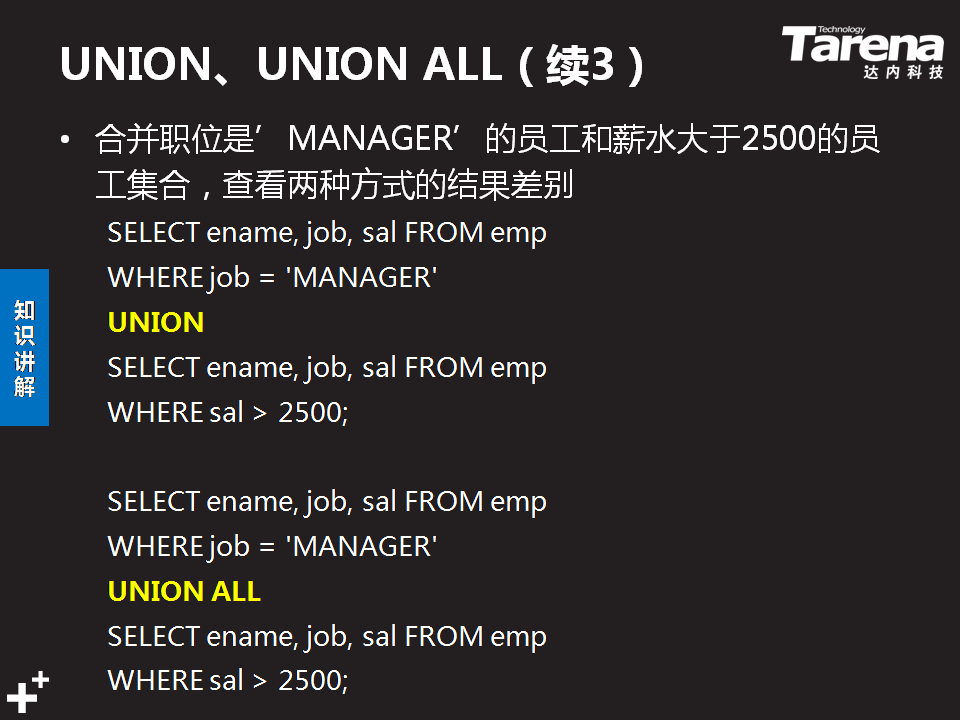 UNION、UNION ALL（续3）
Technology
Tarena
达内科技
• 合并职位是’MANAGER’的员工和薪水大于2500的员
工集合，查看两种方式的结果差别
SELECT ename, job, sal FROM emp
WHERE job = 'MANAGER'
UNION
SELECT ename, job, sal FROM emp
WHERE sal > 2500;
SELECT ename, job, sal FROM emp
WHERE job = 'MANAGER'
UNION ALL
SELECT ename, job, sal FROM emp
WHERE sal > 2500;
知识讲解